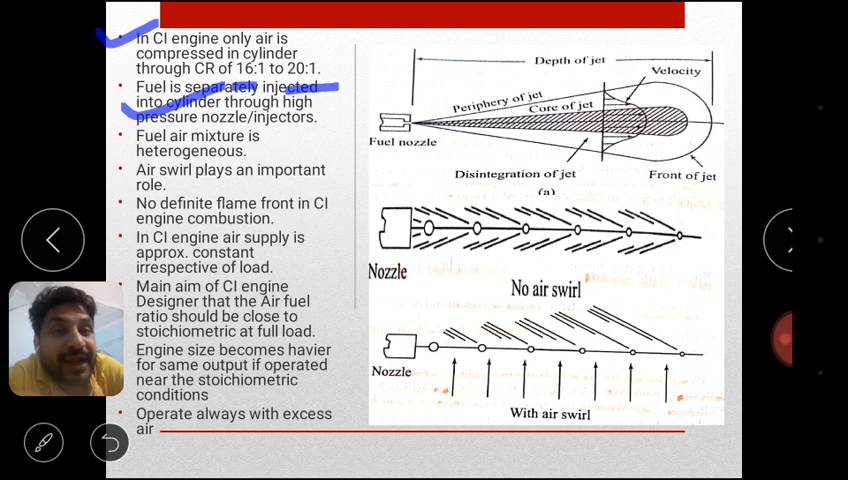 In CI engine only air is
compressed in cylinder
through CR of 16:1 to 20:1.
Fuel is separately injected
into cylinder through high
pressure nozzle/injectors.
Fuel air mixture is
heterogeneous.
Air swirl plays an important
role.
No definite flame front in CI
engine combustion.
In CI engine air supply is
approx. constant
irrespective of load.
Main aim of CI engine
Designer that the Air fuel
ratio should be close to
stoichiometric at full load.
Engine size becomes havier
for same output if operated
near the stoichiometric
conditions
Operate always with excess
air
Depth of jet
Velocity
Periphery of jet
Core of jet
Fuel nozzle
Disintegration of jet
Front of jet
(a)
Nozzle
No air swirl
Nozzle
With air swirl